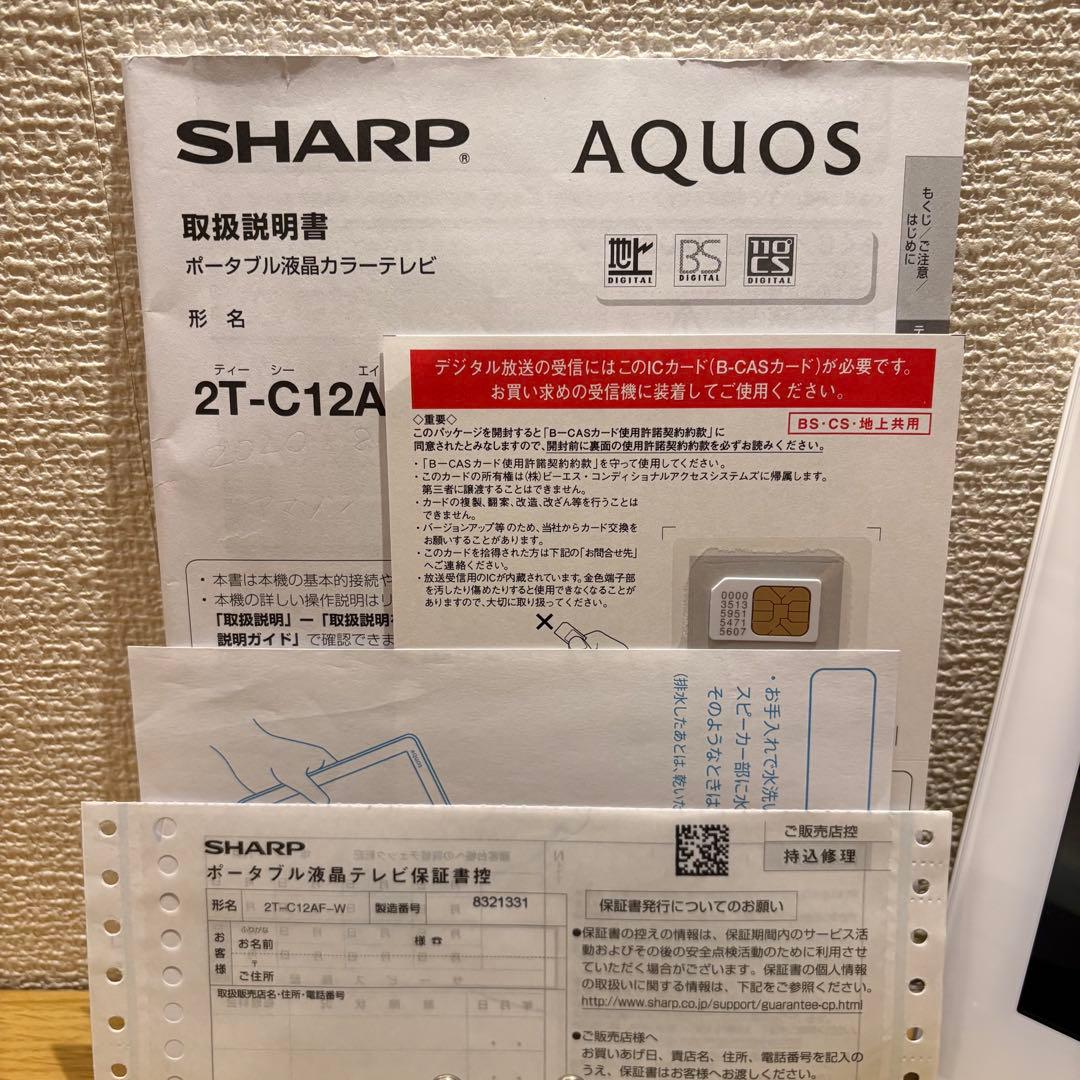 SHARP®
AQUOS
取扱説明書
ポータブル液晶カラーテレビ
地上
DIGITAL
BS
DIGITAL
110°
CS
DIGITAL
もくじ／ご注意／
はじめに
形名
ティー シー エイ
2T-C12A
・本書は本機の基本的接続や
・本機の詳しい操作説明はリ
「取扱説明」ー「取扱説明
説明ガイド」で確認できま
デジタル放送の受信にはこのICカード（B-CASカード）が必要です。
お買い求めの受信機に装着してご使用ください。
BS・CS・地上共用
◇重要◇
このパッケージを開封すると「B-CASカード使用許諾契約約款」に
同意されたとみなしますので、開封前に裏面の使用許諾契約約款を必ずお読みください。
・「B-CASカード使用許諾契約約款」を守って使用してください。
・このカードの所有権は(株)ビーエス・コンディショナルアクセスシステムズに帰属します。
第三者に譲渡することはできません。
・カードの複製、翻案、改造、改ざん等を行うことは
できません。
・バージョンアップ等のため、当社からカード交換を
お願いすることがあります。
・このカードを拾得された方は下記の「お問合せ先」
へご連絡ください。
・放送受信用のICが内蔵されています。金色端子部
を汚したり傷めたりすると使用できなくなることが
ありますので、大切に取り扱ってください。
0000
3513
5951
5471
5607
・お手入れで水洗い
スピーカー部に水
そのようなときは
(排水したあとは、乾いた
SHARP
ポータブル液晶テレビ保証書控
ご販売店控
持込修理
形名
2T-C12AF-W
製造番号
8321331
お客様
ふりがな
お名前
様 ☎
〒
ご住所
取扱販売店名・住所・電話番号
保証書発行についてのお願い
●保証書の控えの情報は、保証期間内のサービス活
動およびその後の安全点検活動のために利用させ
ていただく場合がございます。保証書の個人情報
の取扱いに関する情報は、下記をご参照ください。
http://www.sharp.co.jp/support/guarantee-cp.html
●ご販売店様へ
お買いあげ日、貴店名、住所、電話番号を記入の
うえ、保証書はお客様へお渡しください。